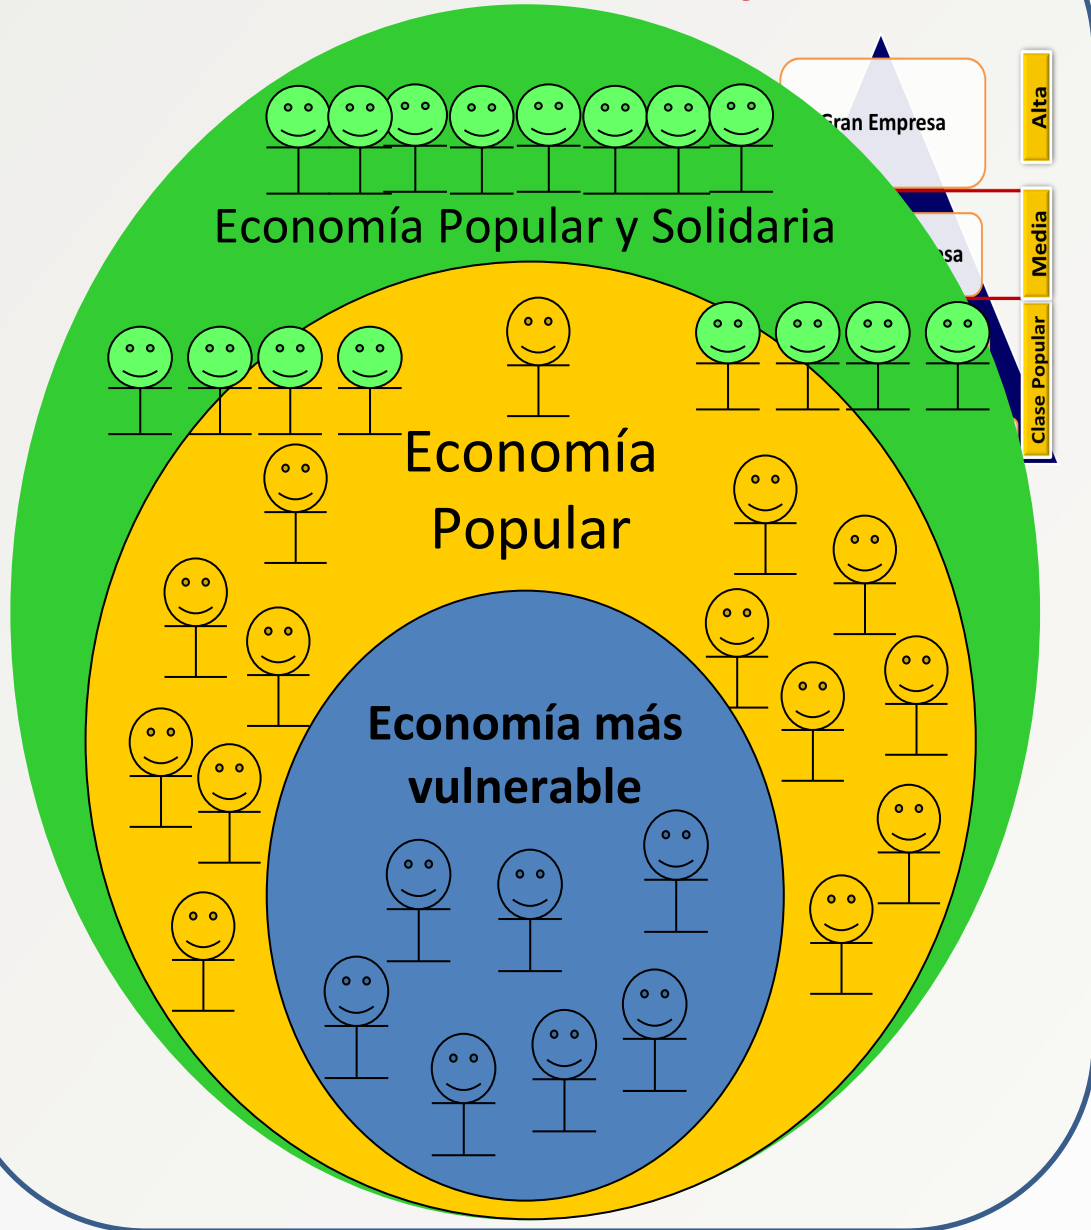 Alta
Gran Empresa
Economía Popular y Solidaria
Media
Clase Popular
Economía
Popular
Economía más
vulnerable